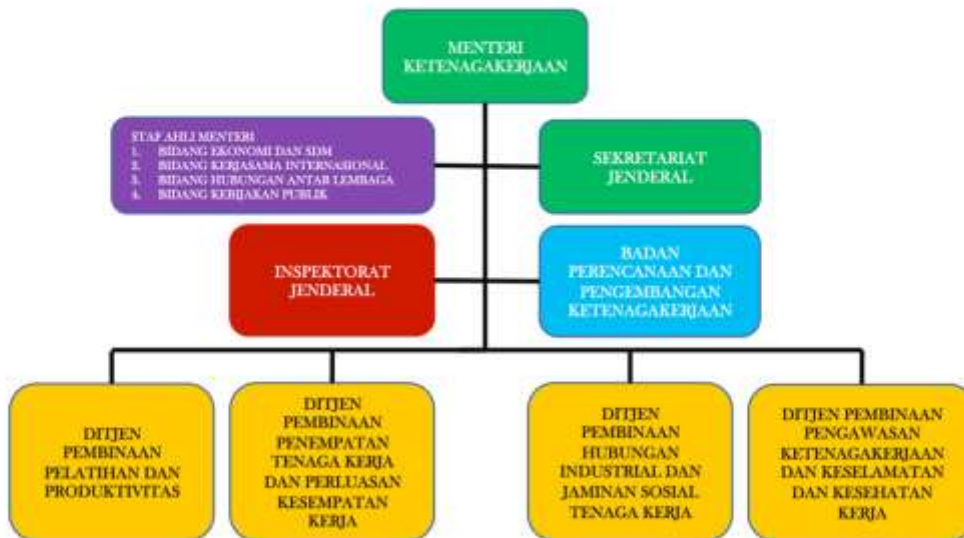 MENTERI
KETENAGAKERJAAN
STAF AHLI MENTERI
1. BIDANG EKONOMI DAN SDM
2. BIDANG KERJASAMA INTERNASIONAL
3. BIDANG HUBUNGAN ANTAR LEMBAGA
4. BIDANG KEBIJAKAN PUBLIK
SEKRETARIAT
JENDERAL
INSPEKTORAT
JENDERAL
BADAN
PERENCANAAN DAN
PENGEMBANGAN
KETENAGAKERJAAN
DITJEN
PEMBINAAN
PELATIHAN DAN
PRODUKTIVITAS
DITJEN
PEMBINAAN
PENEMPATAN
TENAGA KERJA
DAN PERLUASAN
KESEMPATAN
KERJA
DITJEN
PEMBINAAN
HUBUNGAN
INDUSTRIAL DAN
JAMINAN SOSIAL
TENAGA KERJA
DITJEN PEMBINAAN
PENGAWASAN
KETENAGAKERJAAN
DAN KESELAMATAN
DAN KESEHATAN
KERJA